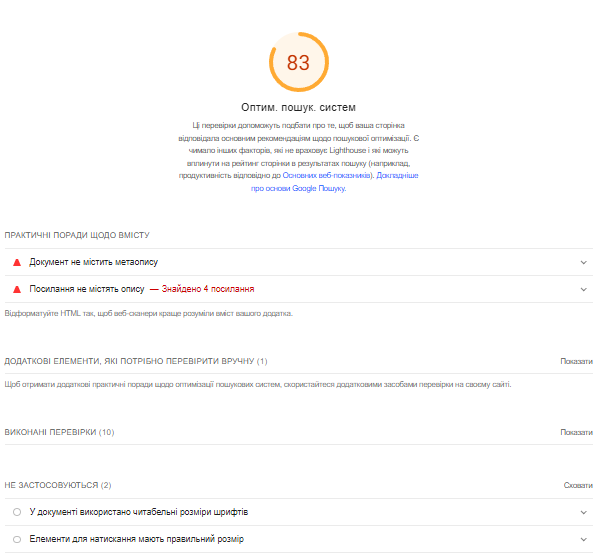 83
Оптим. пошук. систем
Ці перевірки допоможуть подбати про те, щоб ваша сторінка
відповідала основним рекомендаціям щодо пошукової оптимізації. Є
чимало інших факторів, які не враховує Lighthouse і які можуть
вплинути на рейтинг сторінки в результатах пошуку (наприклад,
продуктивність відповідно до Основних веб-показників). Докладніше
про основи Google Пошуку.
ПРАКТИЧНІ ПОРАДИ ЩОДО ВМІСТУ
Документ не містить метаопису
Посилання не містять опису — Знайдено 4 посилання
Відформатуйте HTML так, щоб веб-сканери краще розуміли вміст вашого додатка.
ДОДАТКОВІ ЕЛЕМЕНТИ, ЯКІ ПОТРІБНО ПЕРЕВІРИТИ ВРУЧНУ (1) Показати
Щоб отримати додаткові практичні поради щодо оптимізації пошукових систем, скористайтеся додатковими засобами перевірки на своєму сайті.
ВИКОНАНІ ПЕРЕВІРКИ (10) Показати
НЕ ЗАСТОСОВУЮТЬСЯ (2) Сховати
У документі використано читабельні розміри шрифтів
Елементи для натискання мають правильний розмір